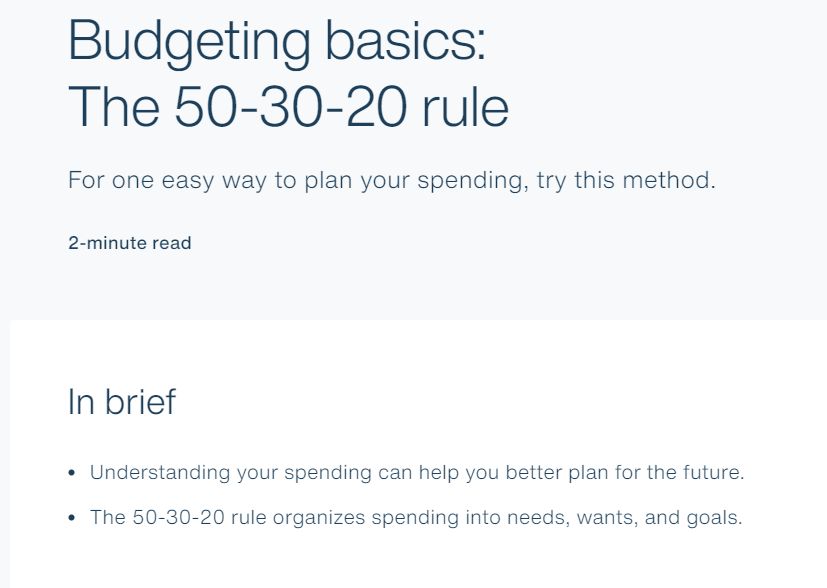 Budgeting basics:
The 50-30-20 rule
For one easy way to plan your spending, try this method.
2-minute read
In brief
• Understanding your spending can help you better plan for the future.
• The 50-30-20 rule organizes spending into needs, wants, and goals.